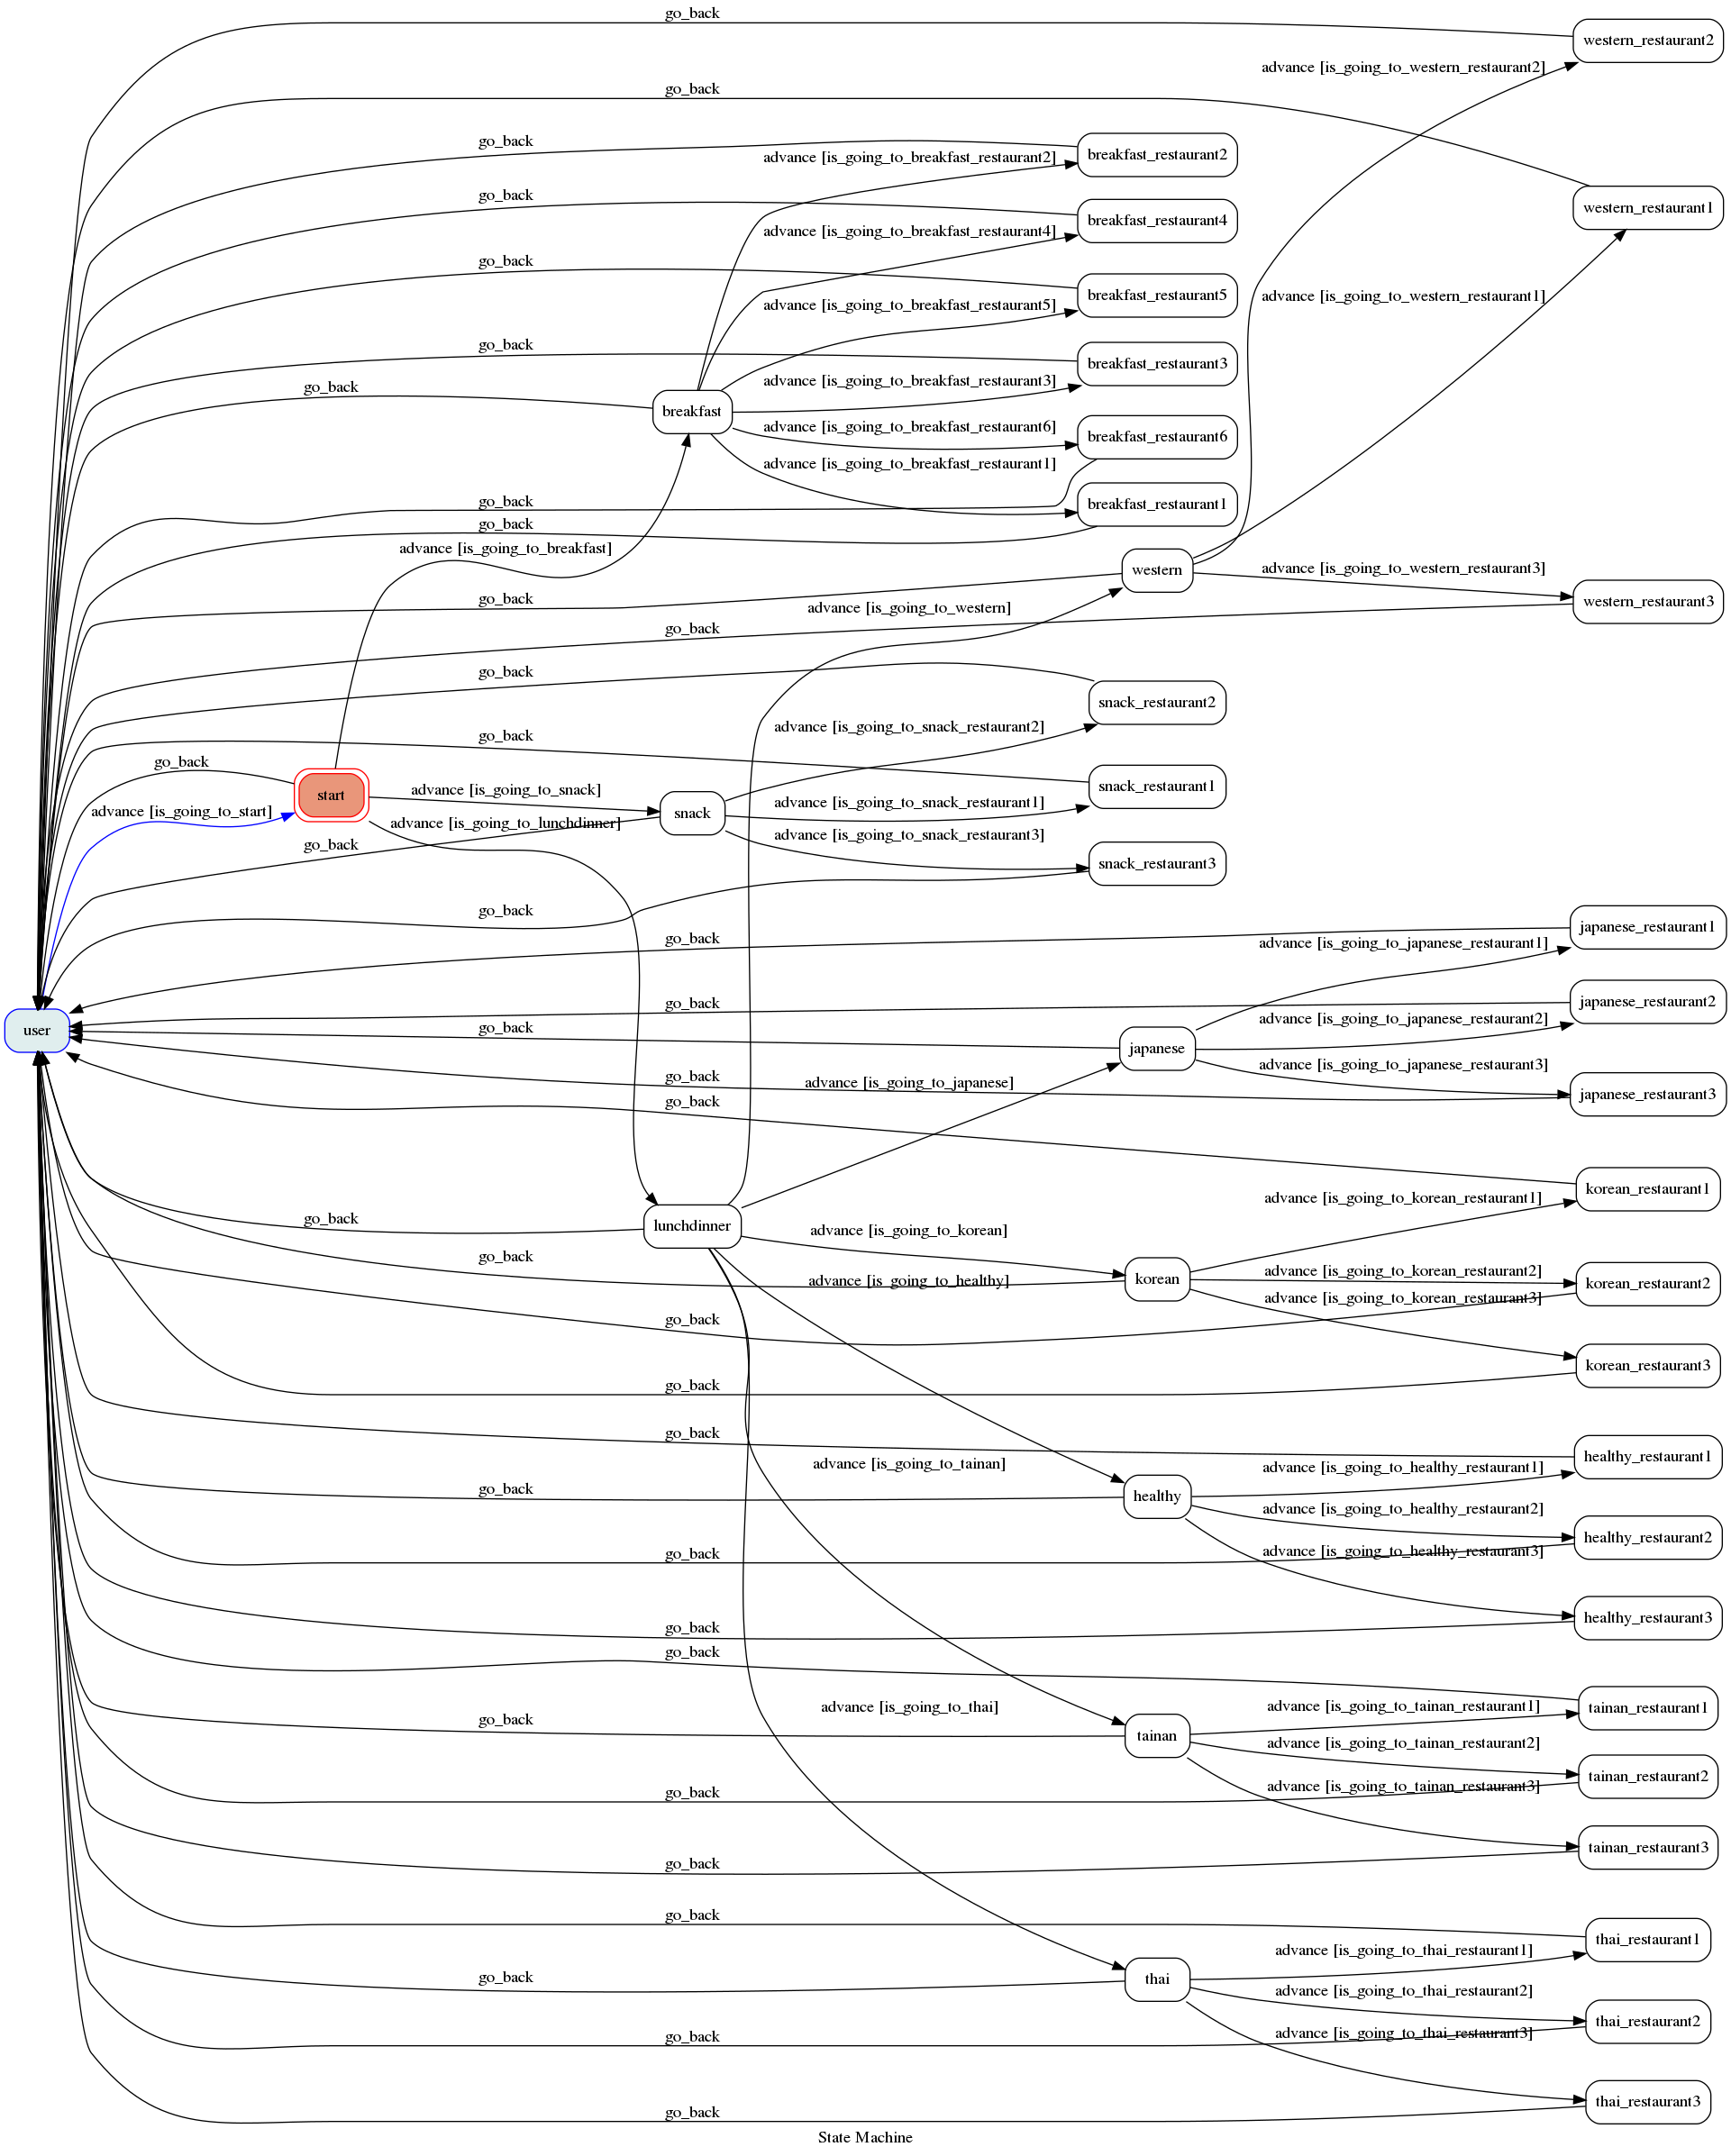 go_back
western_restaurant2
advance [is_going_to_western_restaurant2]
go_back
go_back
breakfast_restaurant2
advance [is_going_to_breakfast_restaurant2]
go_back
western_restaurant1
breakfast_restaurant4
advance [is_going_to_breakfast_restaurant4]
go_back
breakfast_restaurant5
advance [is_going_to_western_restaurant1]
advance [is_going_to_breakfast_restaurant5]
go_back
breakfast_restaurant3
advance [is_going_to_breakfast_restaurant3]
go_back
breakfast
advance [is_going_to_breakfast_restaurant6]
breakfast_restaurant6
advance [is_going_to_breakfast_restaurant1]
go_back
breakfast_restaurant1
go_back
advance [is_going_to_breakfast]
western
advance [is_going_to_western_restaurant3]
go_back
western_restaurant3
advance [is_going_to_western]
go_back
go_back
snack_restaurant2
advance [is_going_to_snack_restaurant2]
go_back
go_back
snack_restaurant1
advance [is_going_to_snack]
start
advance [is_going_to_snack_restaurant1]
advance [is_going_to_start]
snack
advance [is_going_to_lunchdinner]
advance [is_going_to_snack_restaurant3]
go_back
snack_restaurant3
go_back
japanese_restaurant1
go_back
advance [is_going_to_japanese_restaurant1]
go_back
japanese_restaurant2
advance [is_going_to_japanese_restaurant2]
go_back
user
japanese
advance [is_going_to_japanese_restaurant3]
go_back
advance [is_going_to_japanese]
japanese_restaurant3
go_back
korean_restaurant1
advance [is_going_to_korean_restaurant1]
go_back
lunchdinner
advance [is_going_to_korean]
go_back
advance [is_going_to_korean_restaurant2]
advance [is_going_to_healthy]
korean
korean_restaurant2
advance [is_going_to_korean_restaurant3]
go_back
korean_restaurant3
go_back
go_back
healthy_restaurant1
advance [is_going_to_tainan]
advance [is_going_to_healthy_restaurant1]
go_back
healthy
advance [is_going_to_healthy_restaurant2]
healthy_restaurant2
go_back
advance [is_going_to_healthy_restaurant3]
healthy_restaurant3
go_back
go_back
advance [is_going_to_thai]
advance [is_going_to_tainan_restaurant1]
tainan_restaurant1
go_back
tainan
advance [is_going_to_tainan_restaurant2]
tainan_restaurant2
go_back
advance [is_going_to_tainan_restaurant3]
tainan_restaurant3
go_back
go_back
thai_restaurant1
advance [is_going_to_thai_restaurant1]
go_back
thai
advance [is_going_to_thai_restaurant2]
thai_restaurant2
go_back
advance [is_going_to_thai_restaurant3]
thai_restaurant3
go_back
State Machine